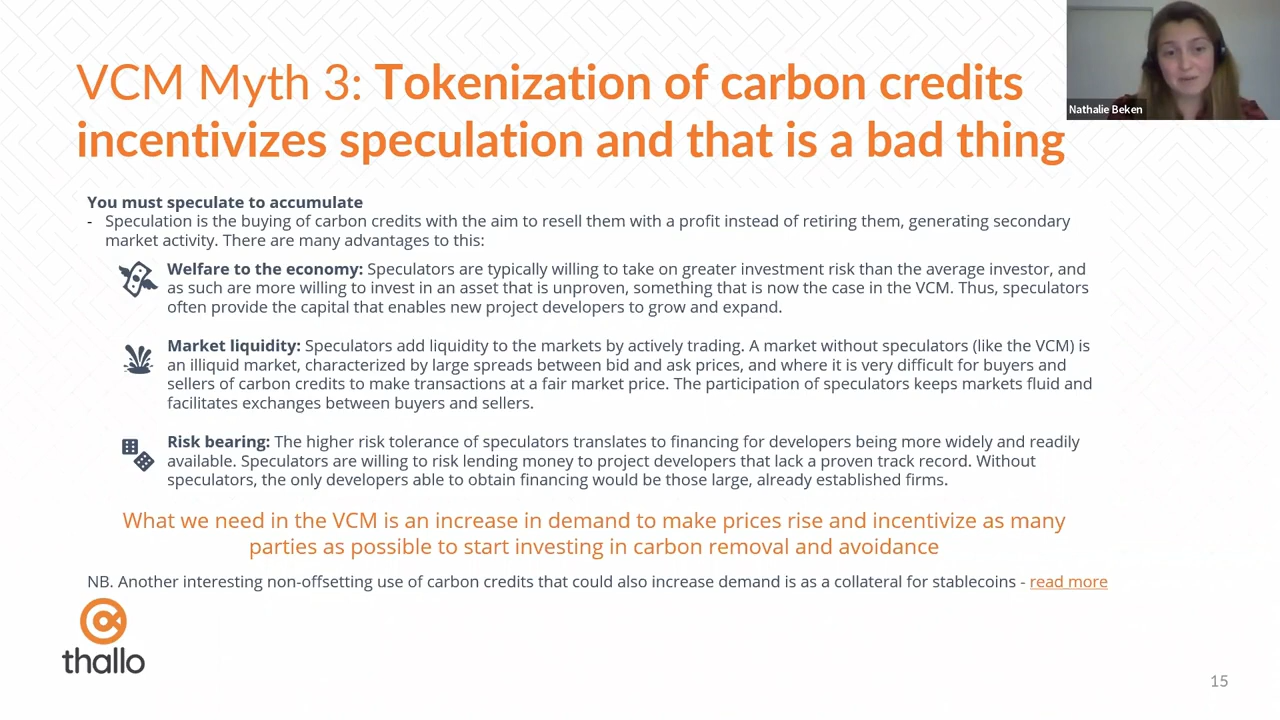 VCM Myth 3: Tokenization of carbon credits
incentivizes speculation and that is a bad thing
Nathalie Beken
You must speculate to accumulate
- Speculation is the buying of carbon credits with the aim to resell them with a profit instead of retiring them, generating secondary
market activity. There are many advantages to this:
Welfare to the economy: Speculators are typically willing to take on greater investment risk than the average investor, and
as such are more willing to invest in an asset that is unproven, something that is now the case in the VCM. Thus, speculators
often provide the capital that enables new project developers to grow and expand.
Market liquidity: Speculators add liquidity to the markets by actively trading. A market without speculators (like the VCM) is
an illiquid market, characterized by large spreads between bid and ask prices, and where it is very difficult for buyers and
sellers of carbon credits to make transactions at a fair market price. The participation of speculators keeps markets fluid and
facilitates exchanges between buyers and sellers.
Risk bearing: The higher risk tolerance of speculators translates to financing for developers being more widely and readily
available. Speculators are willing to risk lending money to project developers that lack a proven track record. Without
speculators, the only developers able to obtain financing would be those large, already established firms.
What we need in the VCM is an increase in demand to make prices rise and incentivize as many
parties as possible to start investing in carbon removal and avoidance
NB. Another interesting non-offsetting use of carbon credits that could also increase demand is as a collateral for stablecoins - read more
thallo
15